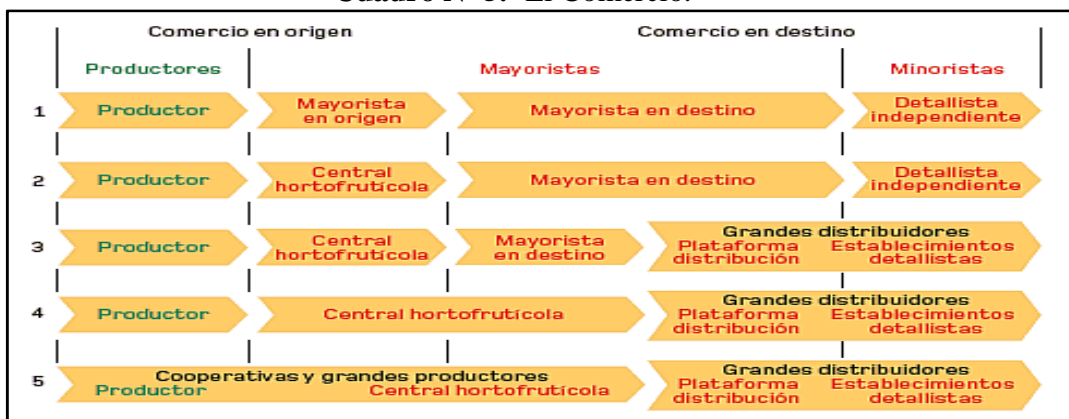 Comercio en origen Comercio en destino
Productores Mayoristas Minoristas
1 Productor Mayorista en origen Mayorista en destino Detallista independiente
2 Productor Central hortofrutícola Mayorista en destino Detallista independiente
3 Productor Central hortofrutícola Mayorista en destino Grandes distribuidores Plataforma distribución Establecimientos detallistas
4 Productor Central hortofrutícola Grandes distribuidores Plataforma distribución Establecimientos detallistas
5 Cooperativas y grandes productores Productor Central hortofrutícola Grandes distribuidores Plataforma distribución Establecimientos detallistas